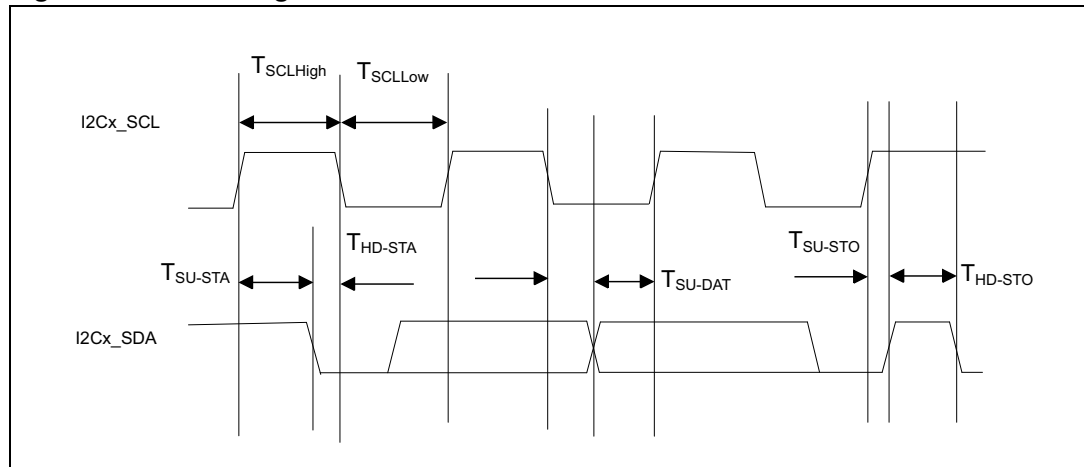 T_SCLHigh T_SCLLow
I2Cx_SCL
T_HD-STA T_SU-STO
T_SU-STA T_SU-DAT T_HD-STO
I2Cx_SDA